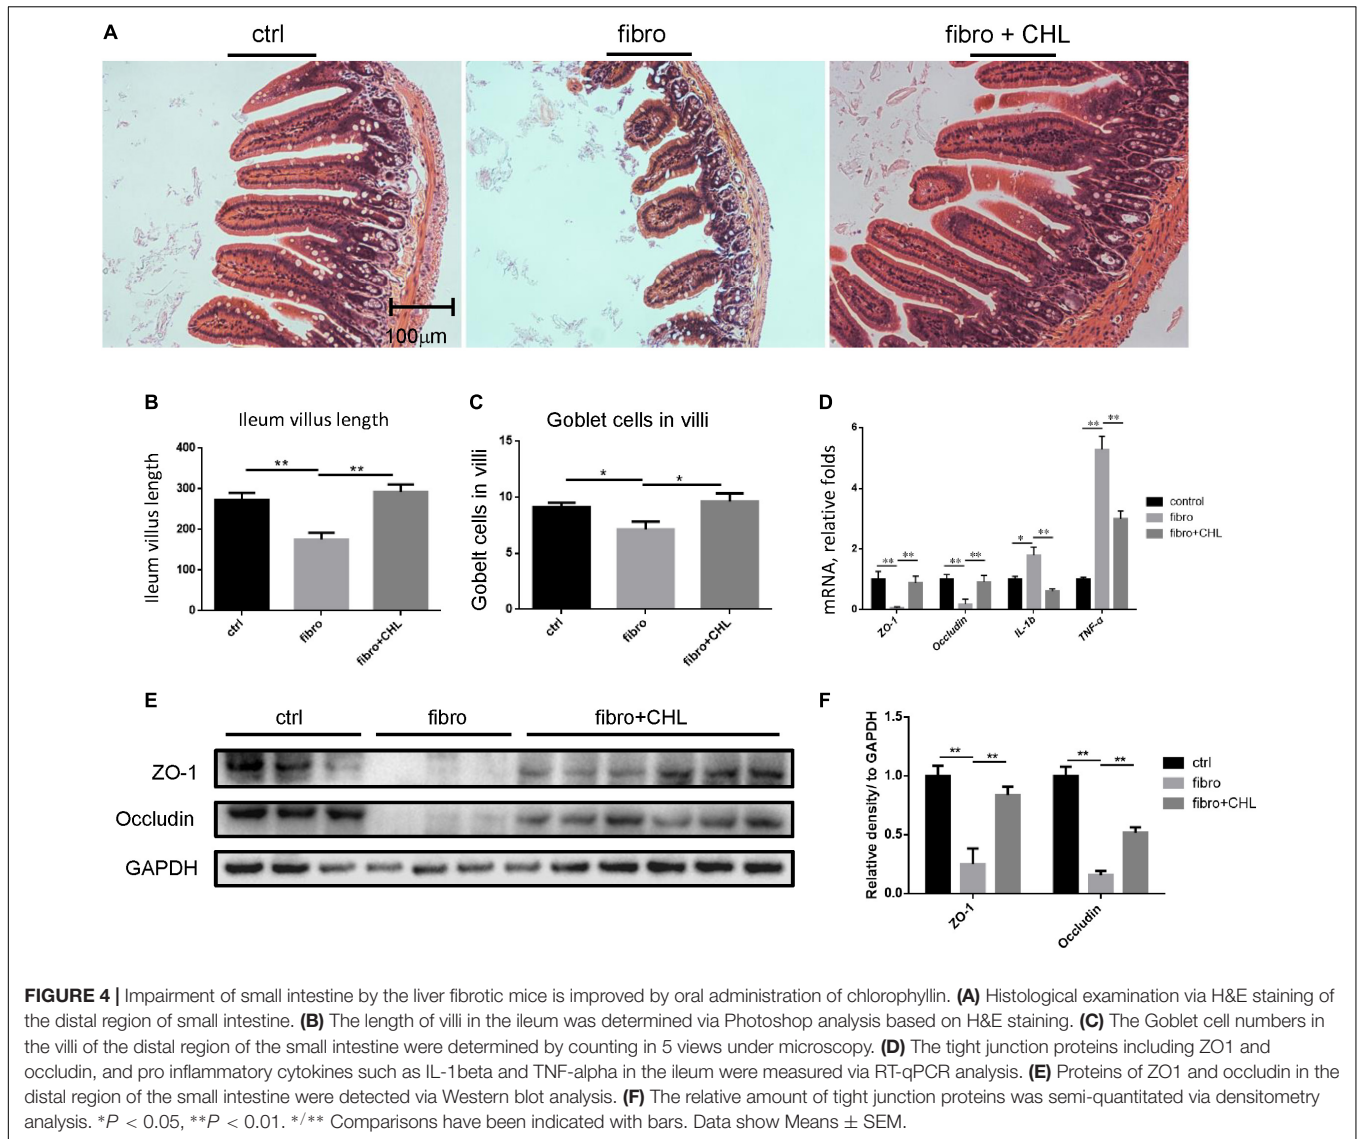 A
ctrl
fibro
fibro + CHL
100μm
B
Ileum villus length
Ileum villus length
400
300
200
100
0
**
**
ctrl
fibro
fibro+CHL
C
Goblet cells in villi
Gobelt cells in villi
15
10
5
0
*
*
ctrl
fibro
fibro+CHL
D
mRNA, relative folds
6
4
2
0
** **
** **
* **
** **
ZO-1
Occludin
IL-1b
TNF-α
control
fibro
fibro+CHL
E
ctrl
fibro
fibro+CHL
ZO-1
Occludin
GAPDH
F
Relative density/ to GAPDH
1.5
1.0
0.5
0.0
** **
** **
ZO-1
Occludin
ctrl
fibro
fibro+CHL
FIGURE 4 | Impairment of small intestine by the liver fibrotic mice is improved by oral administration of chlorophyllin. (A) Histological examination via H&E staining of
the distal region of small intestine. (B) The length of villi in the ileum was determined via Photoshop analysis based on H&E staining. (C) The Goblet cell numbers in
the villi of the distal region of the small intestine were determined by counting in 5 views under microscopy. (D) The tight junction proteins including ZO1 and
occludin, and pro inflammatory cytokines such as IL-1beta and TNF-alpha in the ileum were measured via RT-qPCR analysis. (E) Proteins of ZO1 and occludin in the
distal region of the small intestine were detected via Western blot analysis. (F) The relative amount of tight junction proteins was semi-quantitated via densitometry
analysis. *P < 0.05, **P < 0.01. */** Comparisons have been indicated with bars. Data show Means ± SEM.